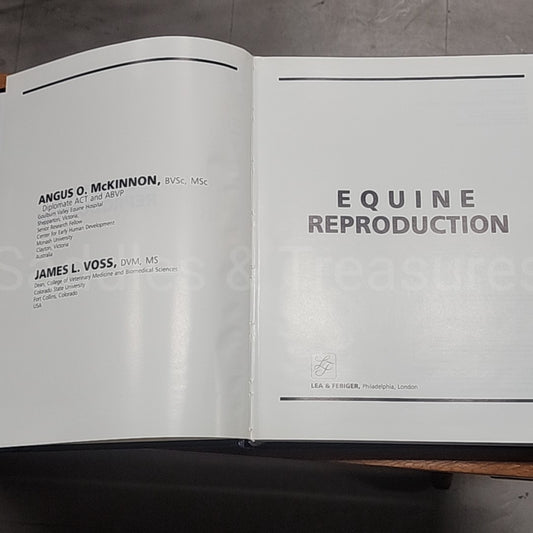 ANGUS O. McKINNON, BVSc, MSc
Diplomate ACT and ABVP
Goulburn Valley Equine Hospital
Shepparton, Victoria,
Senior Research Fellow
Center for Early Human Development
Monash University
Clayton, Victoria
Australia
JAMES L. VOSS, DVM, MS
Dean, College of Veterinary Medicine and Biomedical Sciences
Colorado State University
Fort Collins, Colorado
USA
EQUINE
REPRODUCTION
LEA & FEBIGER, Philadelphia, London
Saddles & Treasures